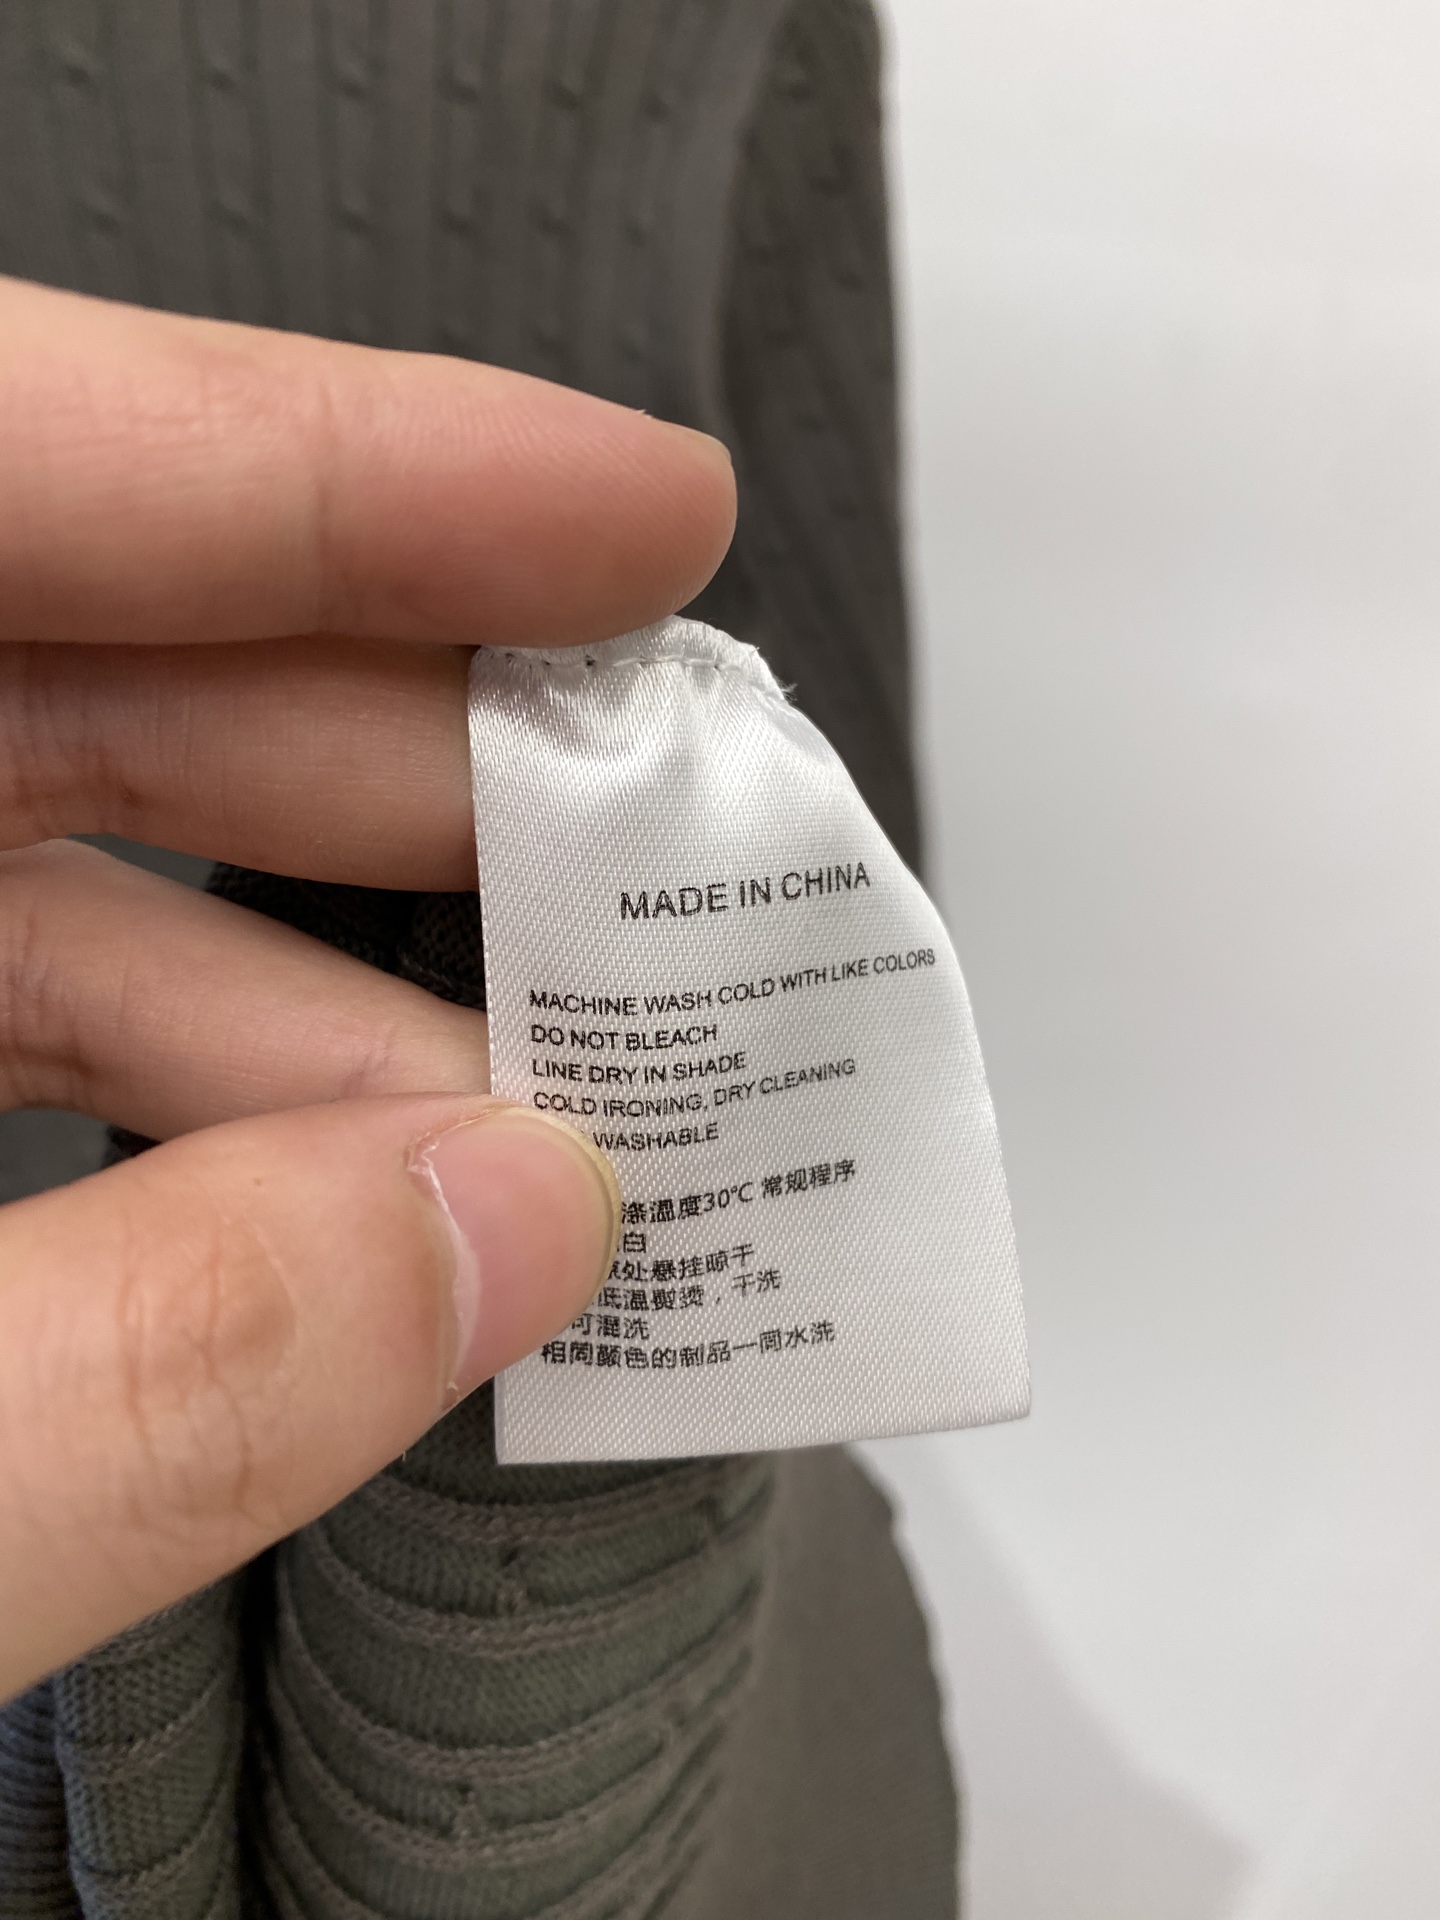 MADE IN CHINA
MACHINE WASH COLD WITH LIKE COLORS
DO NOT BLEACH
LINE DRY IN SHADE
COLD IRONING, DRY CLEANING
WASHABLE
涤温度30℃ 常规程序
白
处悬挂晾干
低温熨烫，干洗
可混洗
相同颜色的制品一同水洗